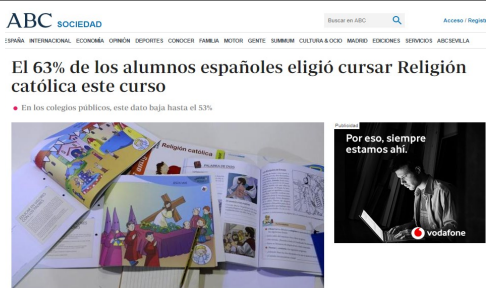 ABC SOCIEDAD
Buscar en ABC
Acceso / Registr
ESPAÑA INTERNACIONAL ECONOMÍA OPINIÓN DEPORTES CONOCER FAMILIA MOTOR GENTE SUMMUM CULTURA & OCIO MADRID EDICIONES SERVICIOS ABCSEVILLA
El 63% de los alumnos españoles eligió cursar Religión
católica este curso
En los colegios públicos, este dato baja hasta el 53%
Publicidad
Religión católica
Por eso, siempre
estamos ahí.
vodafone